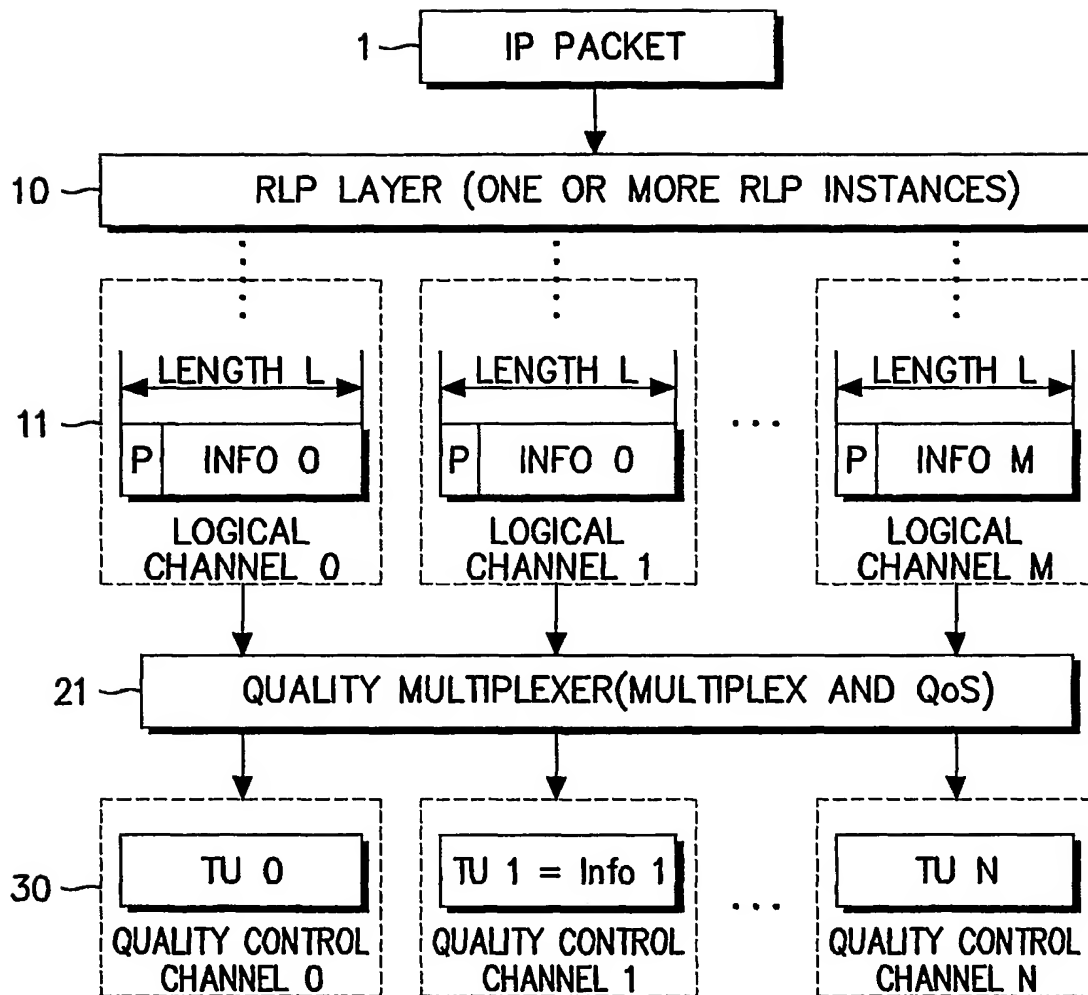 1 IP PACKET
10 RLP LAYER (ONE OR MORE RLP INSTANCES)
LENGTH L LENGTH L LENGTH L
11 P INFO 0 P INFO 0 ... P INFO M
LOGICAL CHANNEL 0
LOGICAL CHANNEL 1
LOGICAL CHANNEL M
21 QUALITY MULTIPLEXER(MULTIPLEX AND QoS)
30 TU 0 TU 1 = Info 1 ... TU N
QUALITY CONTROL CHANNEL 0
QUALITY CONTROL CHANNEL 1
QUALITY CONTROL CHANNEL N